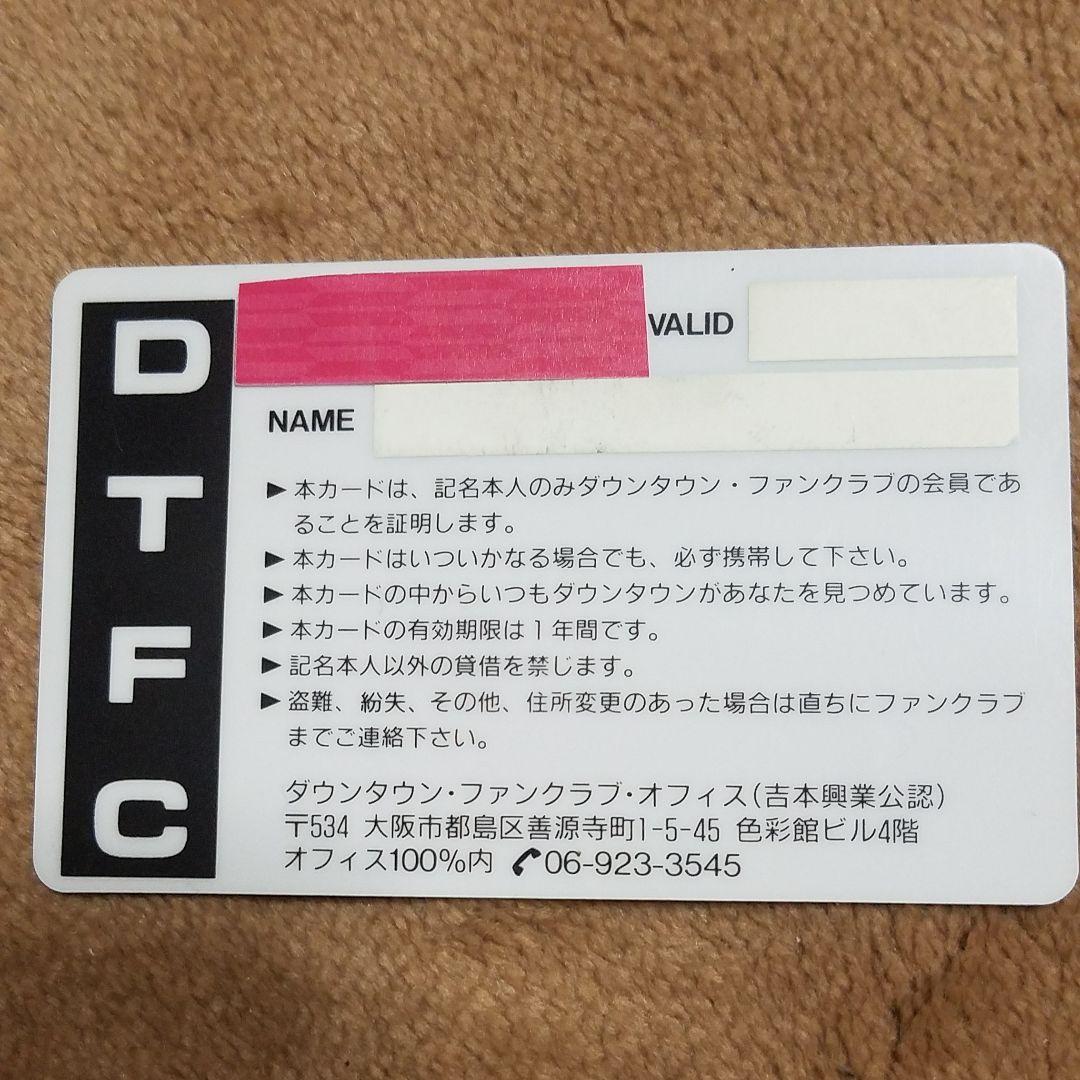 DTFC
VALID
NAME
▶本カードは、記名本人のみダウンタウン・ファンクラブの会員であ
ることを証明します。
▶本カードはいついかなる場合でも、必ず携帯して下さい。
▶本カードの中からいつもダウンタウンがあなたを見つめています。
▶本カードの有効期限は1年間です。
▶記名本人以外の貸借を禁じます。
▶盗難、紛失、その他、住所変更のあった場合は直ちにファンクラブ
までご連絡下さい。
ダウンタウン・ファンクラブ・オフィス(吉本興業公認)
〒534 大阪市都島区善源寺町1-5-45 色彩館ビル4階
オフィス100%内 06-923-3545